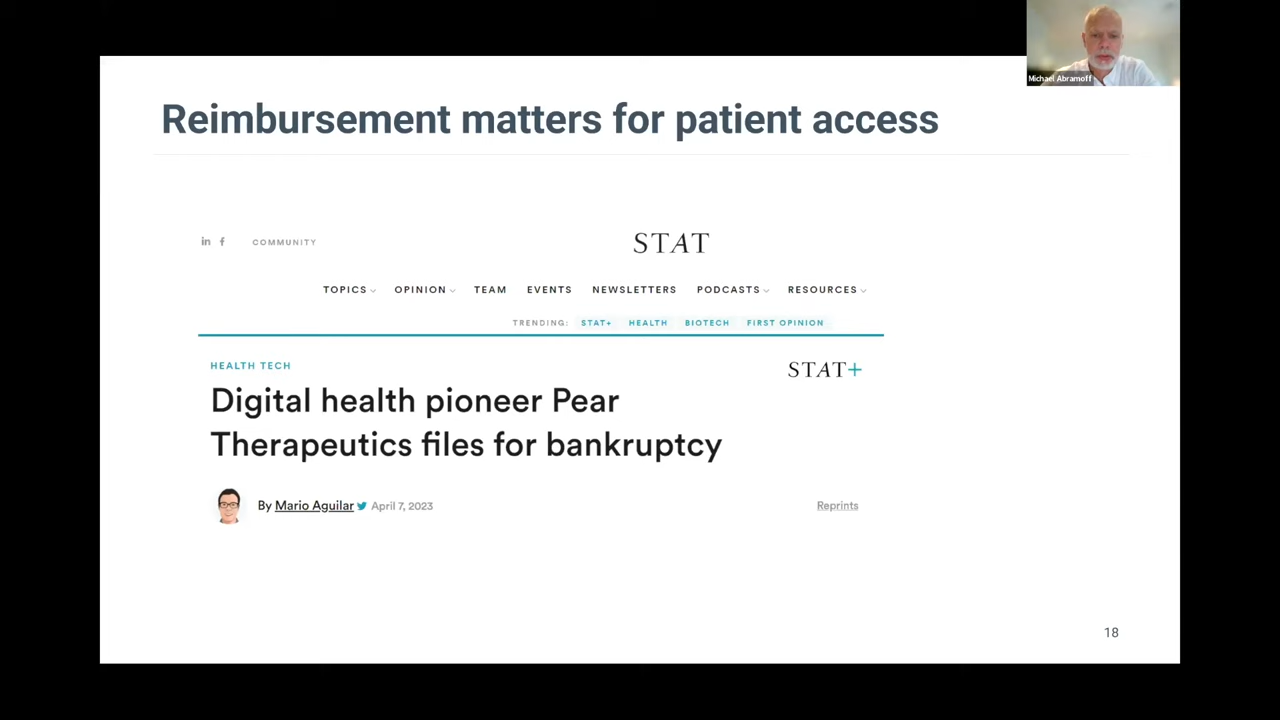 Michael Abramoff
Reimbursement matters for patient access
in f COMMUNITY
STAT
TOPICS OPINION TEAM EVENTS NEWSLETTERS PODCASTS RESOURCES
TRENDING: STAT+ HEALTH BIOTECH FIRST OPINION
HEALTH TECH
STAT+
Digital health pioneer Pear
Therapeutics files for bankruptcy
By Mario Aguilar April 7, 2023
Reprints
18